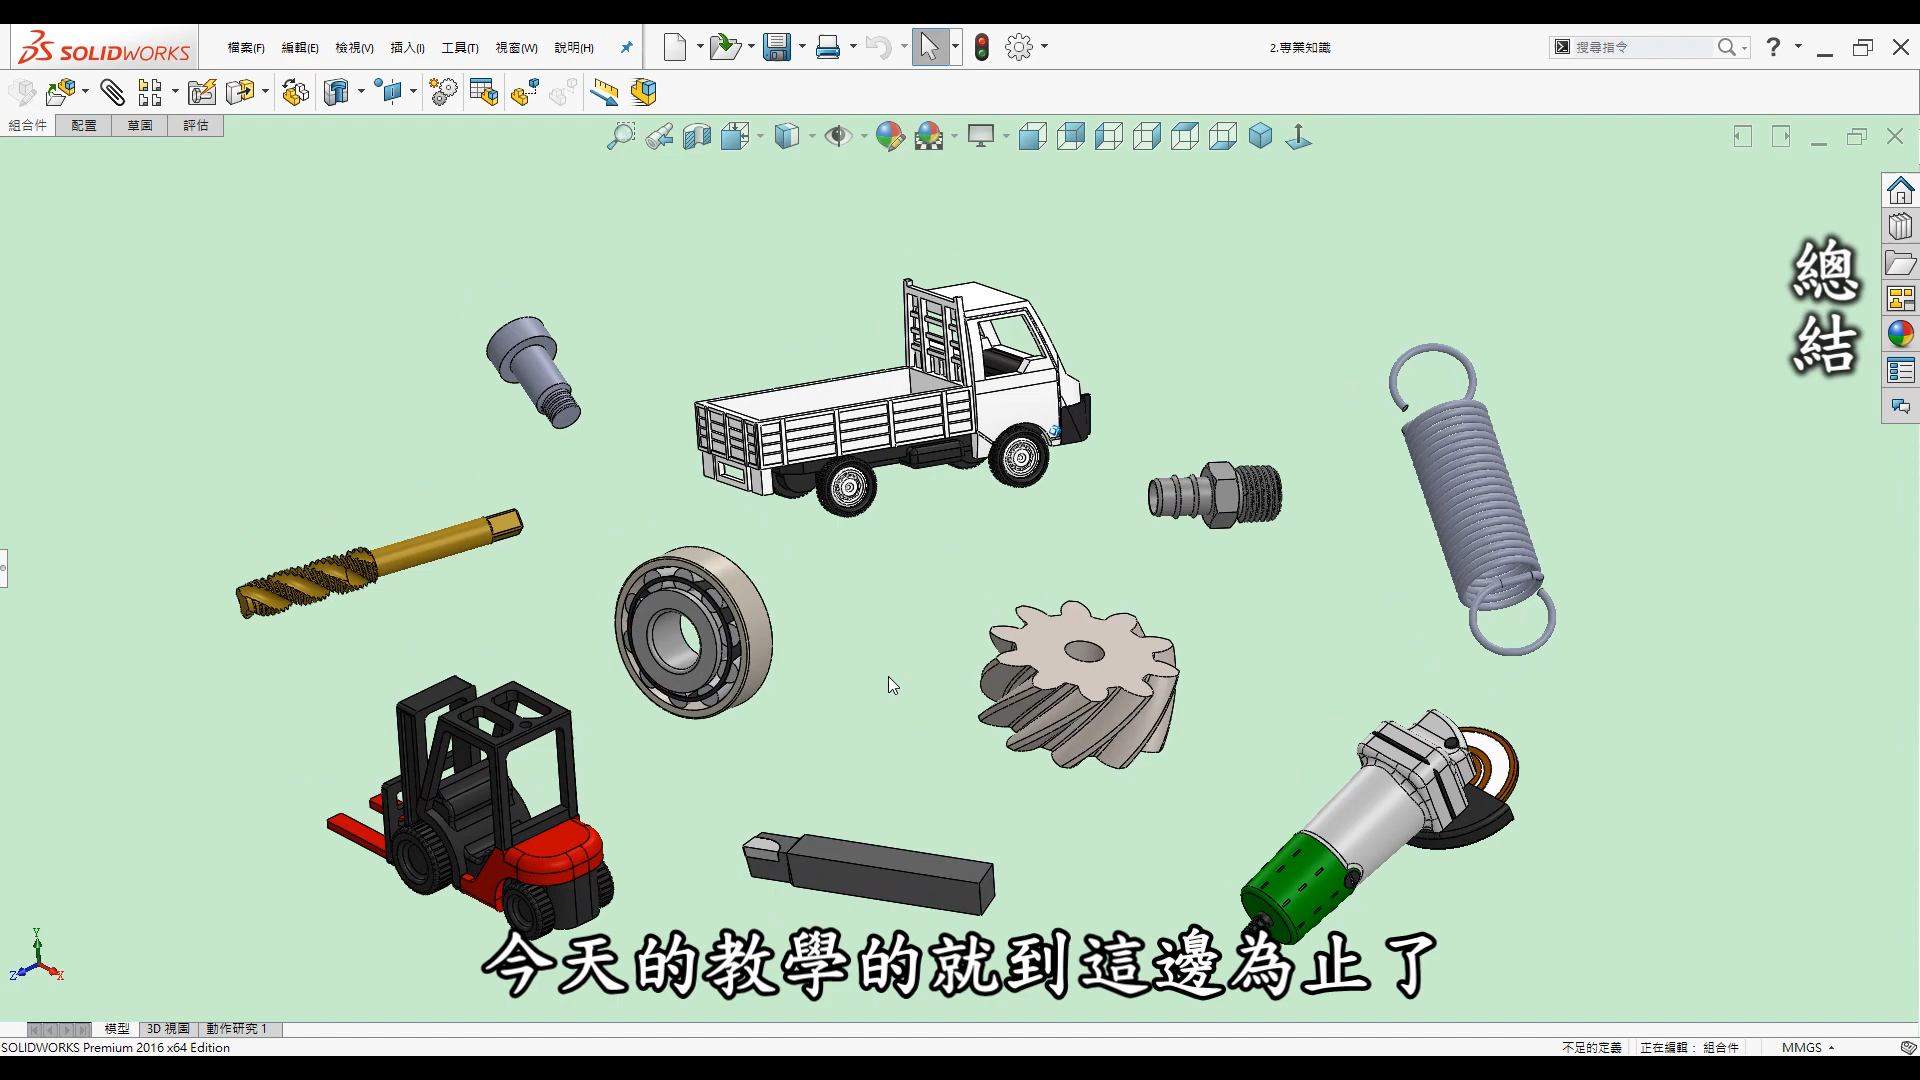 SOLIDWORKS
檔案(F)
編輯(E)
檢視(V)
插入(I)
工具(T)
視窗(W)
說明(H)
2.專業知識
搜尋指令
組合件
配置
草圖
評估
總結
今天的教學的就到這邊為止了
Y
Z
X
模型
3D 視圖
動作研究 1
SOLIDWORKS Premium 2016 x64 Edition
不足的定義
正在編輯： 組合件
MMGS